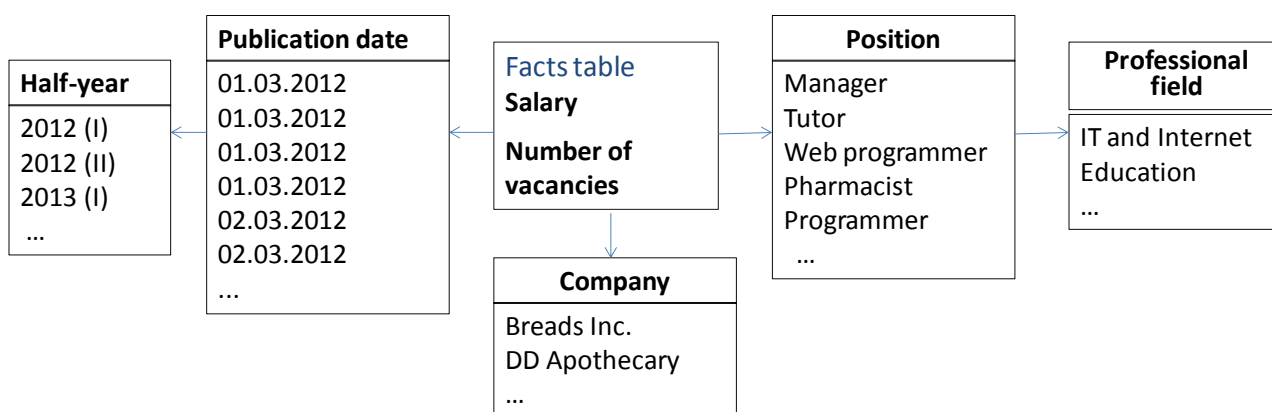 Half-year
2012 (I)
2012 (II)
2013 (I)
...
Publication date
01.03.2012
01.03.2012
01.03.2012
01.03.2012
02.03.2012
02.03.2012
...
Facts table
Salary
Number of
vacancies
Company
Breads Inc.
DD Apothecary
...
Position
Manager
Tutor
Web programmer
Pharmacist
Programmer
...
Professional
field
IT and Internet
Education
...